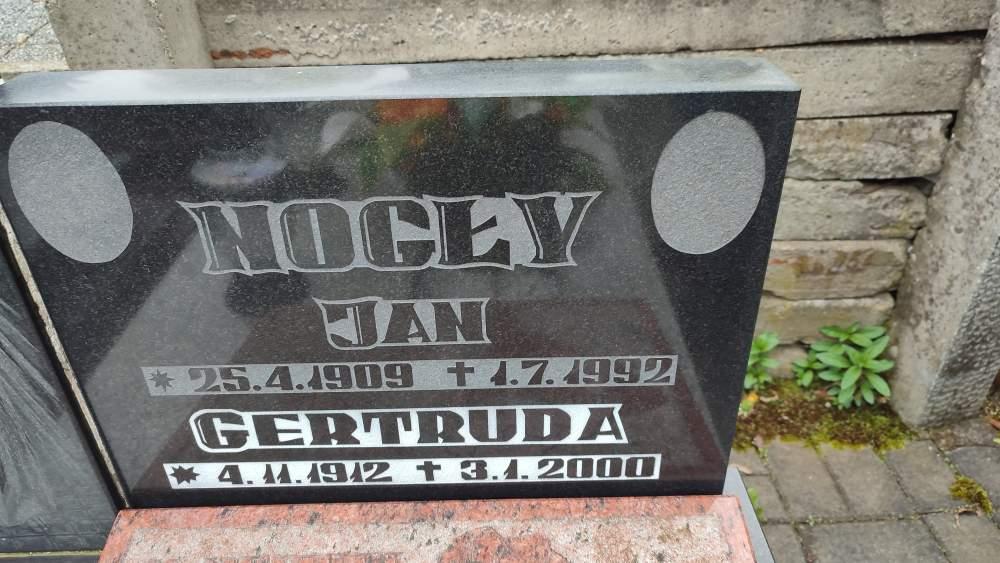 NOGŁY
JAN
* 25.4.1909 ✝ 1.7.1992
GERTRUDA
* 4.11.1912 ✝ 3.1.2000